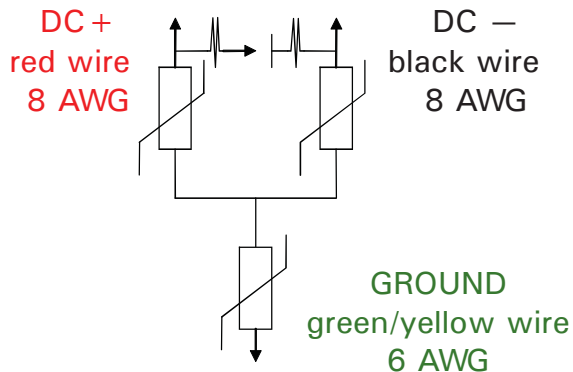 DC+
red wire
8 AWG
DC −
black wire
8 AWG
GROUND
green/yellow wire
6 AWG